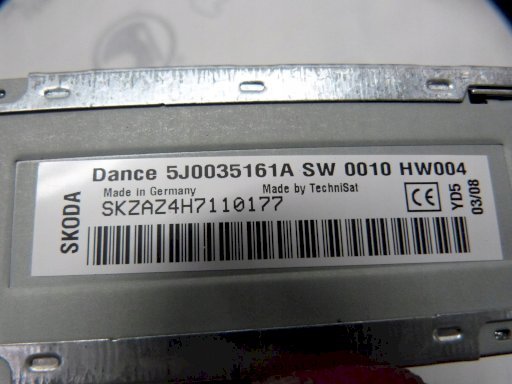 Dance 5J0035161A SW 0010 HW004
Made in Germany Made by TechniSat
SKZAZ4H7110177
SKODA
CE
YD5
03/08